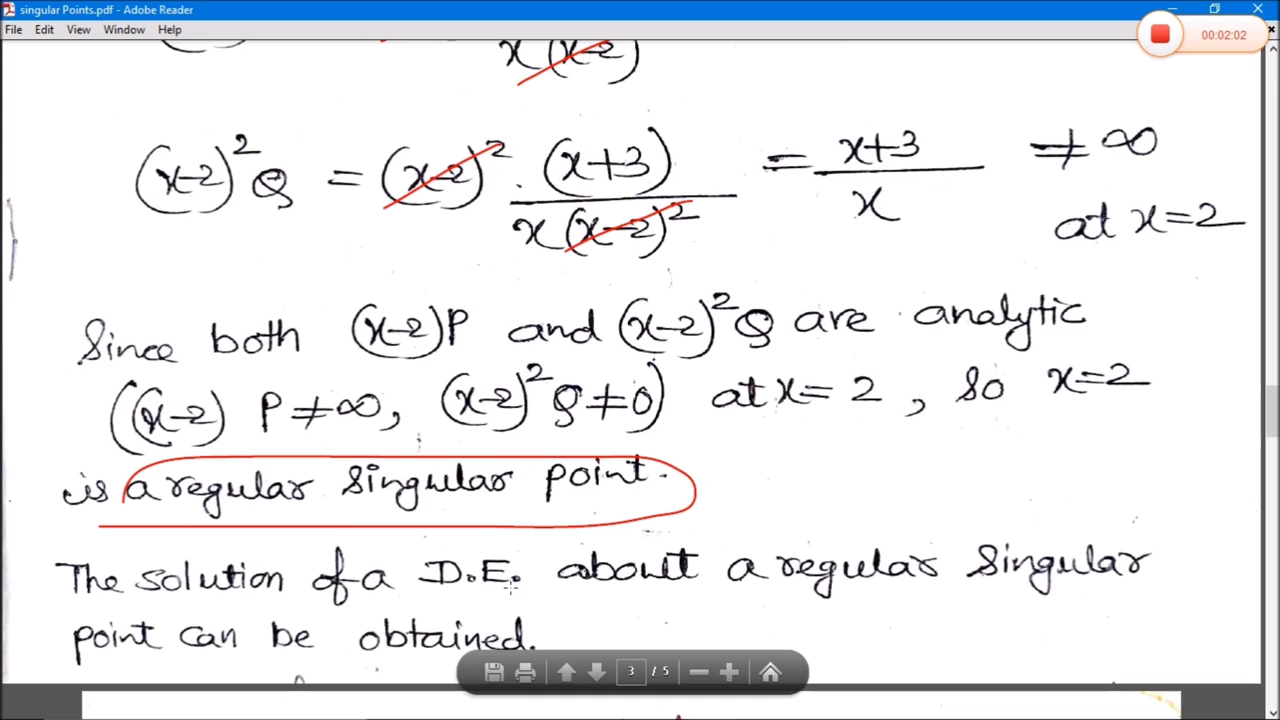 singular Points.pdf - Adobe Reader
File Edit View Window Help
00:02:02
x(x-2)
(x-2)² Q = (x-2)² . (x+3) / x(x-2)² = x+3 / x ≠ ∞
at x=2
Since both (x-2)P and (x-2)² Q are analytic
((x-2) P ≠ ∞, (x-2)² Q ≠ 0) at x = 2, So x=2
is a regular singular point.
The solution of a D.E. about a regular Singular
point can be obtained.
3 / 5